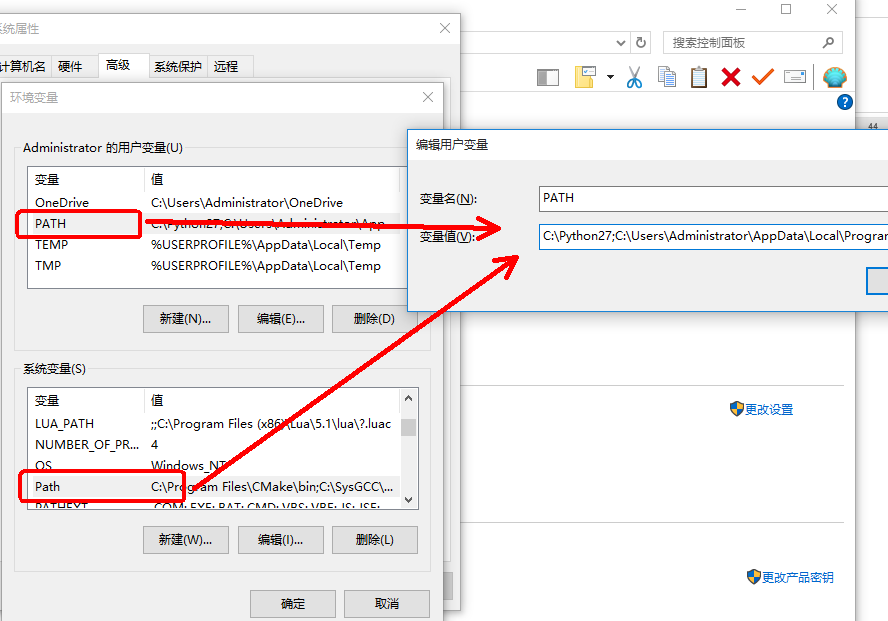 系统属性
搜索控制面板
计算机名 硬件 高级 系统保护 远程
环境变量
44
Administrator 的用户变量(U)
变量 值
OneDrive C:\Users\Administrator\OneDrive
PATH C:\Python27;C:\Users\Administrator\App...
TEMP %USERPROFILE%\AppData\Local\Temp
TMP %USERPROFILE%\AppData\Local\Temp
新建(N)... 编辑(E)... 删除(D)
编辑用户变量
变量名(N): PATH
变量值(V): C:\Python27;C:\Users\Administrator\AppData\Local\Program
系统变量(S)
变量 值
LUA_PATH ;;C:\Program Files (x86)\Lua\5.1\lua\?.luac
NUMBER_OF_PR... 4
OS Windows_NT
Path C:\Program Files\CMake\bin;C:\SysGCC\...
PATHEXT .COM;.EXE;.BAT;.CMD;.VBS;.VBE;.JS;.JSE;
新建(W)... 编辑(I)... 删除(L)
确定 取消
更改设置
更改产品密钥